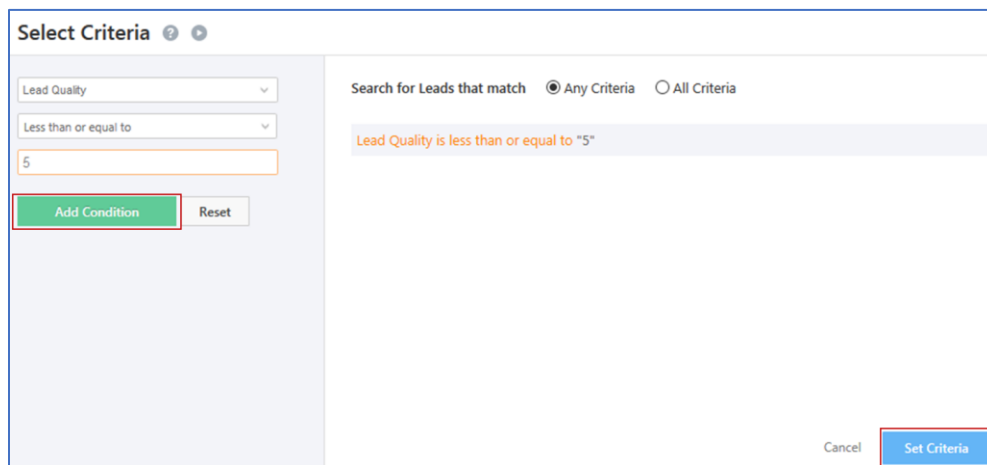 Select Criteria
Lead Quality
Less than or equal to
5
Add Condition
Reset
Search for Leads that match
Any Criteria
All Criteria
Lead Quality is less than or equal to "5"
Cancel
Set Criteria